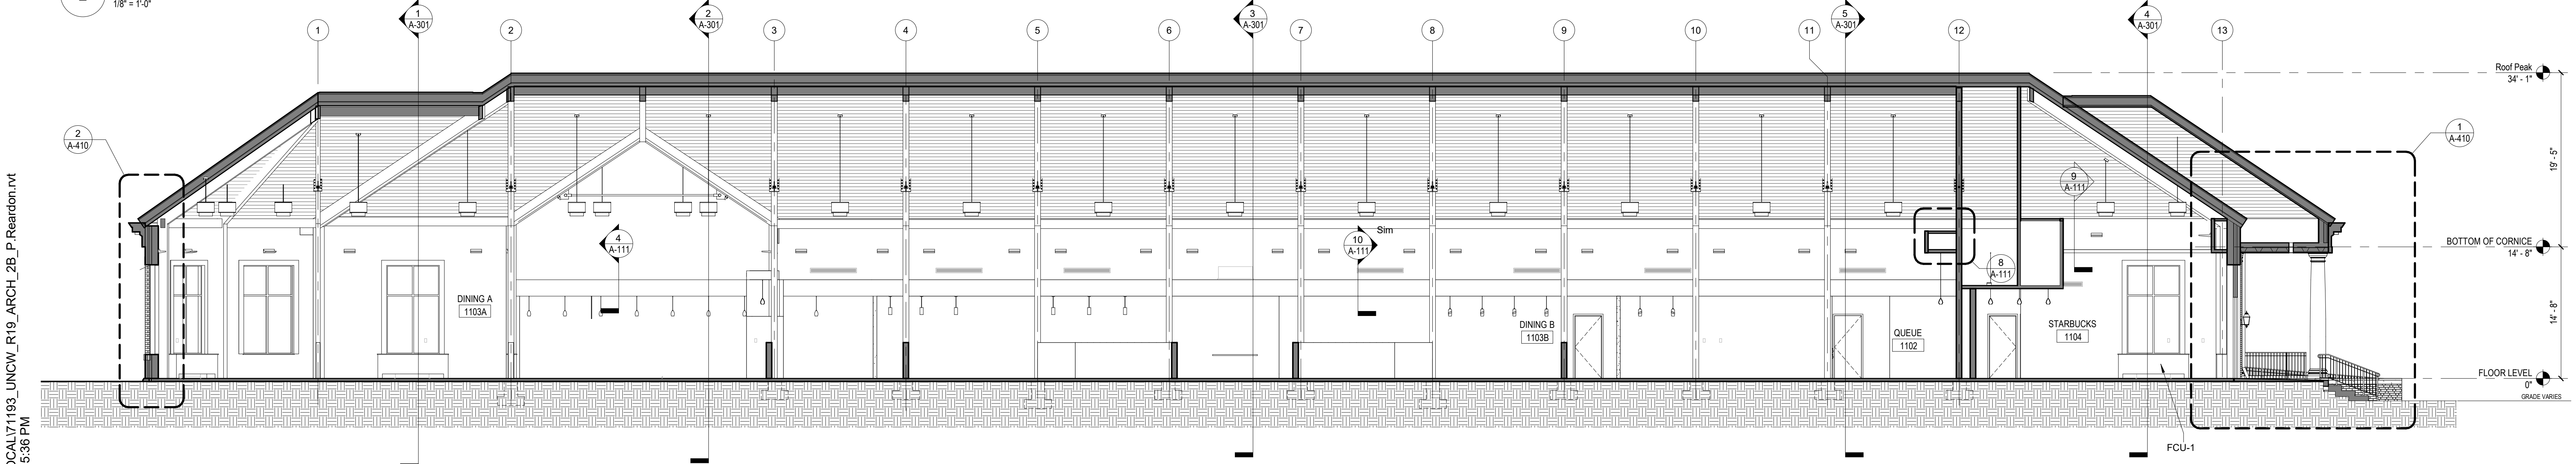 1/8" = 1'-0"
1
A-301
2
A-301
3
A-301
5
A-301
4
A-301
1
2
3
4
5
6
7
8
9
10
11
12
13
Roof Peak
34' - 1"
2
A-410
1
A-410
19' - 5"
9
A-111
4
A-111
10
A-111
Sim
8
A-111
BOTTOM OF CORNICE
14' - 8"
DINING A
1103A
DINING B
1103B
QUEUE
1102
STARBUCKS
1104
14' - 8"
FLOOR LEVEL
0"
GRADE VARIES
FCU-1
OCAL\71193_UNCW_R19_ARCH_2B_P.Reardon.rvt
5:36 PM